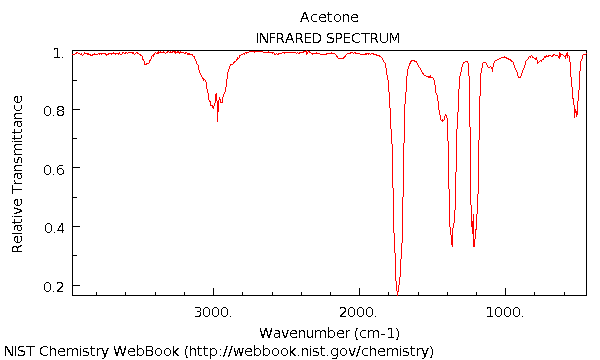 Acetone
INFRARED SPECTRUM
1.
0.8
0.6
0.4
0.2
Relative Transmittance
3000. 2000. 1000.
Wavenumber (cm-1)
NIST Chemistry WebBook (http://webbook.nist.gov/chemistry)